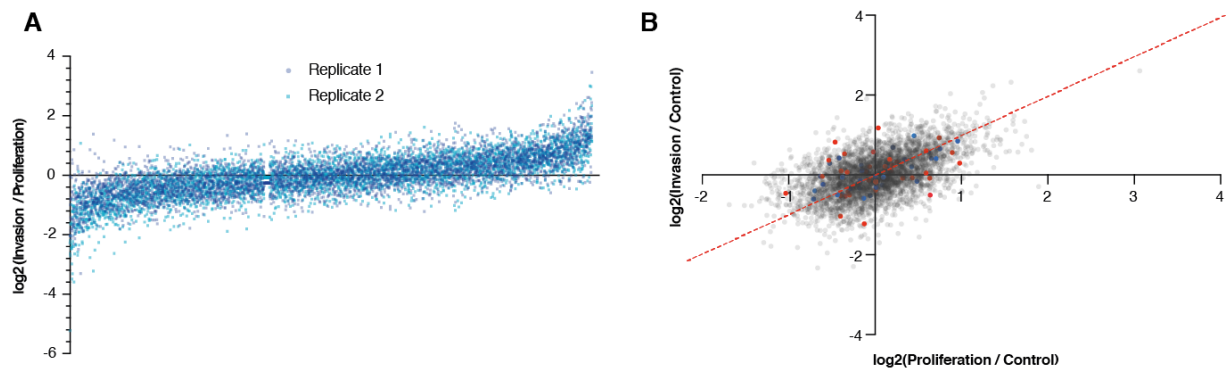 A
log2(Invasion / Proliferation)
4
2
0
-2
-4
-6
Replicate 1
Replicate 2
B
log2(Invasion / Control)
4
2
-2
-4
-2
-1
1
2
3
4
log2(Proliferation / Control)